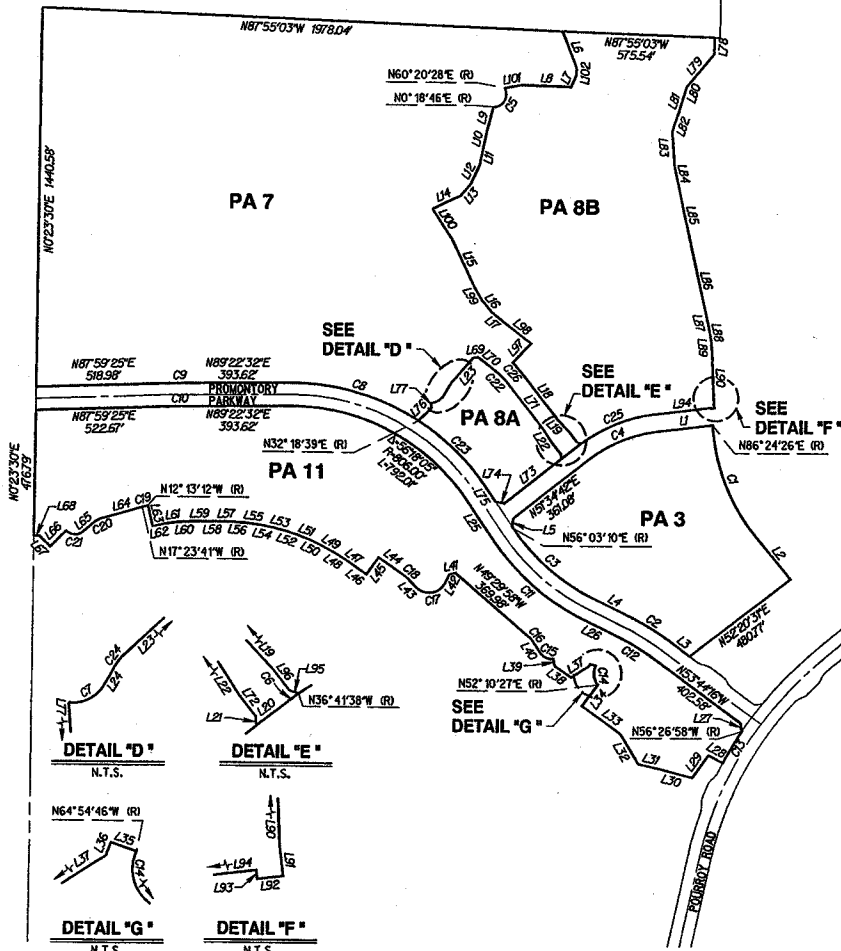 N87°55'03"W 1978.04'
L6
N87°55'03"W
575.54'
L78
L79
L80
L81
L82
L83
L84
L85
L86
L87
L88
L89
L90
N60°20'28"E (R)
L101
L8
L7
L102
N0°18'46"E (R)
C5
L9
L10
L11
L12
L13
L14
L100
L15
L99
L16
L17
L98
L97
N0°23'30"E 1440.58'
PA 7
PA 8B
SEE
DETAIL "D"
L69
L70
C26
L18
SEE
DETAIL "E"
L19
L71
C22
L23
L22
L77
L76
PA 8A
N87°59'25"E
518.98'
C9
N89°22'32"E
393.62'
C8
PROMONTORY
PARKWAY
C10
N87°59'25"E
522.67'
N89°22'32"E
393.62'
N32°18'39"E (R)
Δ=56°18'05"
R=806.00'
L=792.01'
C23
C25
L94
L1
C4
SEE
DETAIL "F"
N86°24'26"E (R)
L74
L73
N51°34'42"E
361.08'
L75
L5
N56°03'10"E (R)
PA 3
C1
L2
N0°23'30"E
476.79'
PA 11
L68
L67
L66
L65
C21
C20
L64
C19
N12°13'12"W (R)
L63
L61
L59
L57
L55
L53
L51
L49
L47
L62
L60
L58
L56
L54
L52
L50
L48
L46
L45
N17°23'41"W (R)
L44
C18
L43
C17
L41
L42
L25
C3
C11
N49°29'58"W
369.98'
L4
C2
L3
N52°20'31"E
480.77'
L26
C12
C16
C15
L40
L39
L38
L37
C14
N52°10'27"E (R)
L34
N53°44'16"W
402.58'
L27
N56°26'58"W (R)
SEE
DETAIL "G"
L33
L31
L32
L30
L29
L28
C13
POURROY ROAD
C24
L23
C7
L24
L77
DETAIL "D"
N.T.S.
L19
L96
L95
L22
L72
C6
L20
L21
N36°41'38"W (R)
DETAIL "E"
N.T.S.
N64°54'46"W (R)
L36
L35
L37
C14
DETAIL "G"
N.T.S.
L90
L94
L91
L93
L92
DETAIL "F"
N.T.S.